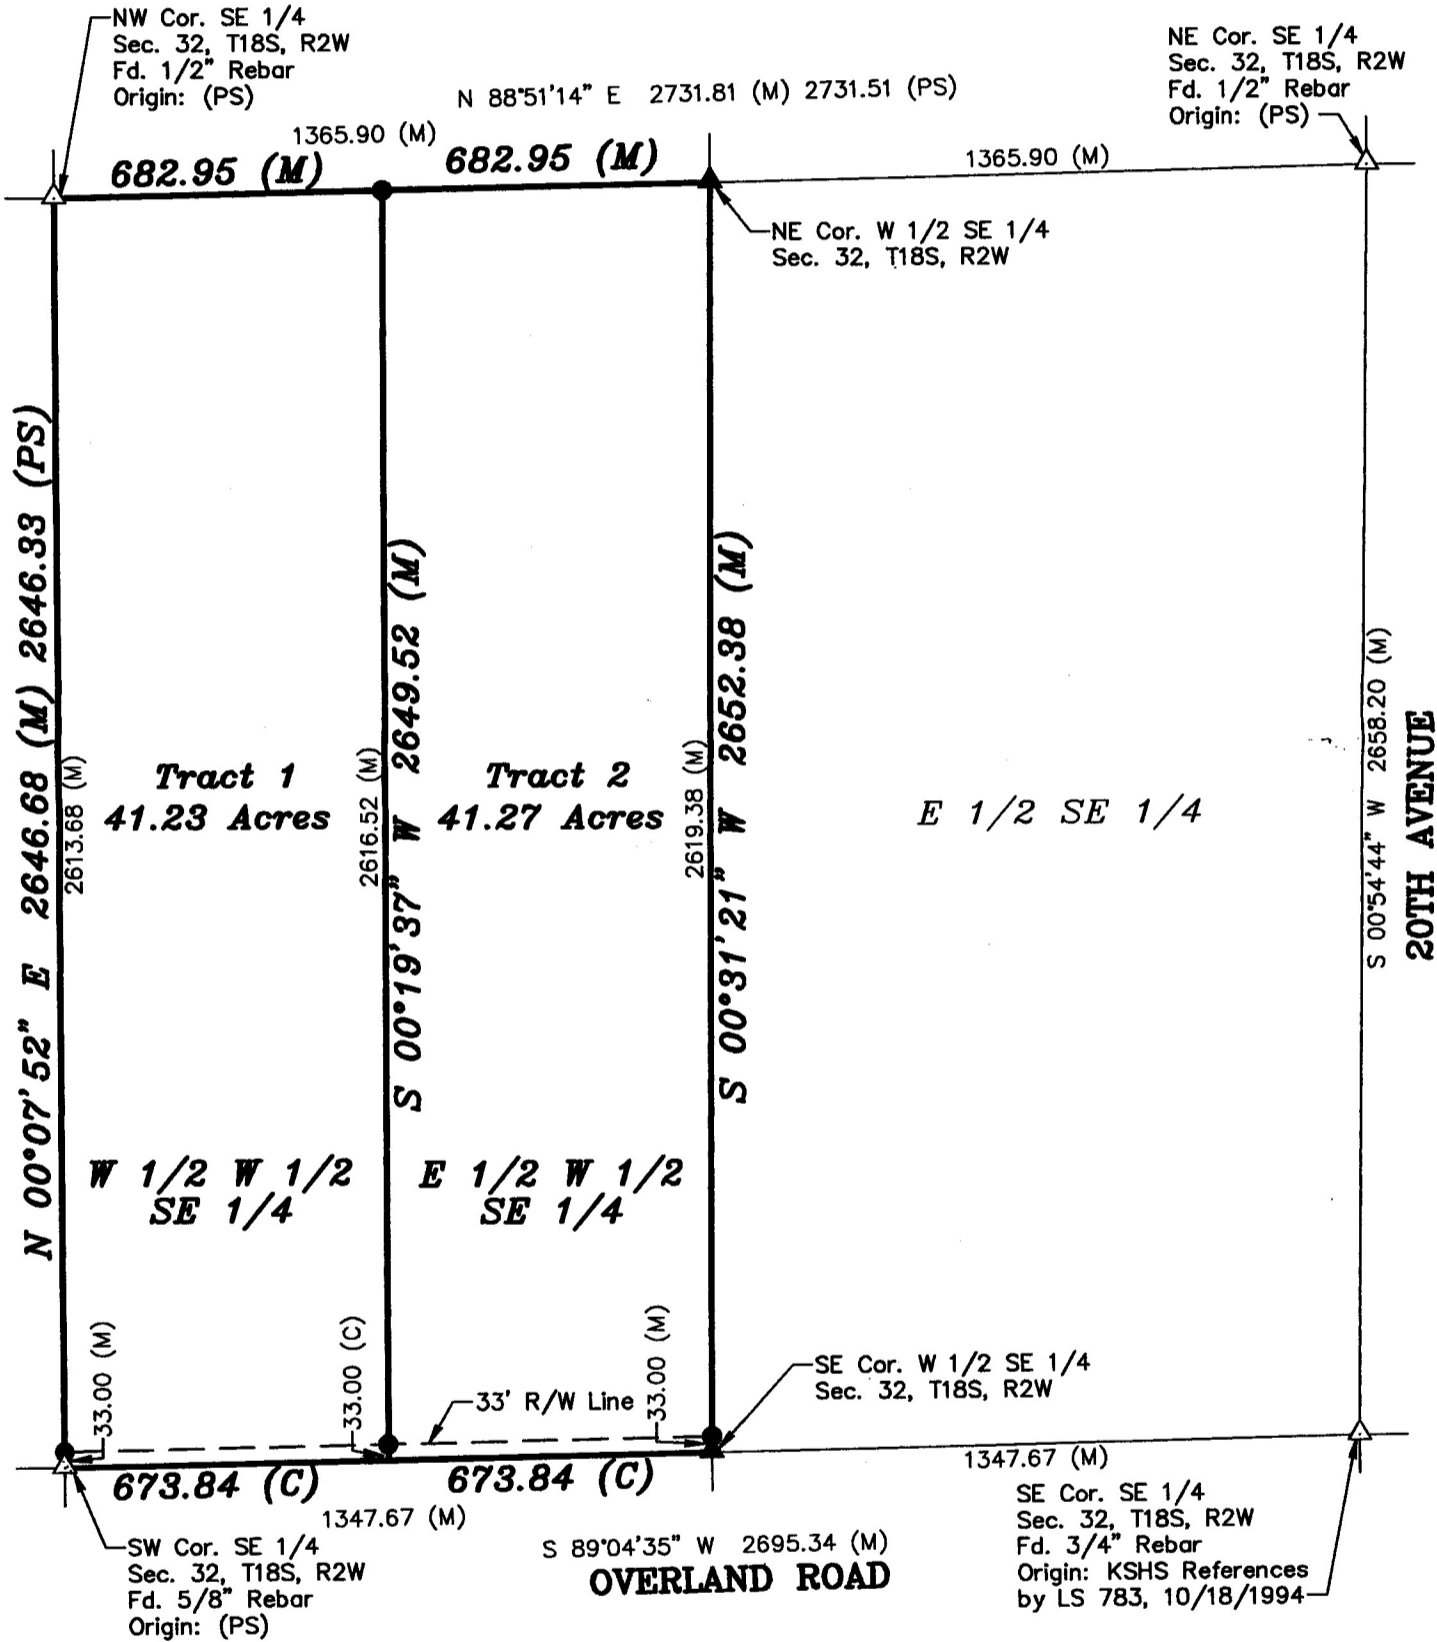 NW Cor. SE 1/4
Sec. 32, T18S, R2W
Fd. 1/2" Rebar
Origin: (PS)
NE Cor. SE 1/4
Sec. 32, T18S, R2W
Fd. 1/2" Rebar
Origin: (PS)
N 88°51'14" E 2731.81 (M) 2731.51 (PS)
1365.90 (M)
682.95 (M)
682.95 (M)
1365.90 (M)
NE Cor. W 1/2 SE 1/4
Sec. 32, T18S, R2W
N 00°07'52" E 2646.68 (M) 2646.33 (PS)
2613.68 (M)
Tract 1
41.23 Acres
2616.52 (M)
S 00°19'37" W 2649.52 (M)
Tract 2
41.27 Acres
2619.38 (M)
S 00°31'21" W 2652.38 (M)
E 1/2 SE 1/4
S 00°54'44" W 2658.20 (M)
20TH AVENUE
W 1/2 W 1/2
SE 1/4
E 1/2 W 1/2
SE 1/4
33.00 (M)
33.00 (C)
33' R/W Line
33.00 (M)
SE Cor. W 1/2 SE 1/4
Sec. 32, T18S, R2W
673.84 (C)
673.84 (C)
1347.67 (M)
1347.67 (M)
SW Cor. SE 1/4
Sec. 32, T18S, R2W
Fd. 5/8" Rebar
Origin: (PS)
S 89°04'35" W 2695.34 (M)
OVERLAND ROAD
SE Cor. SE 1/4
Sec. 32, T18S, R2W
Fd. 3/4" Rebar
Origin: KSHS References
by LS 783, 10/18/1994